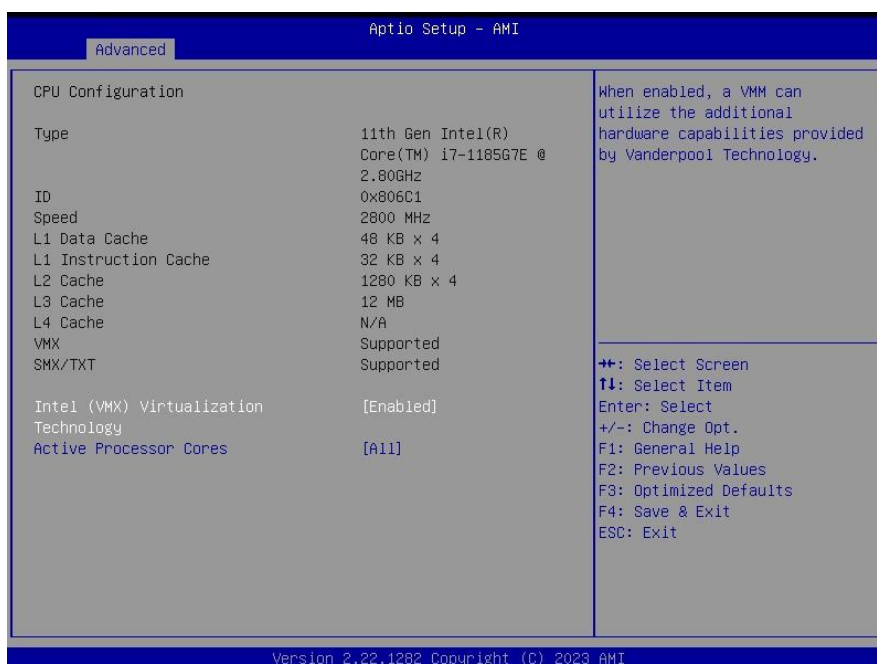 Aptio Setup – AMI
Advanced
CPU Configuration
Type 11th Gen Intel(R)
Core(TM) i7-1185G7E @
2.80GHz
ID 0x806C1
Speed 2800 MHz
L1 Data Cache 48 KB x 4
L1 Instruction Cache 32 KB x 4
L2 Cache 1280 KB x 4
L3 Cache 12 MB
L4 Cache N/A
VMX Supported
SMX/TXT Supported
Intel (VMX) Virtualization [Enabled]
Technology
Active Processor Cores [All]
When enabled, a VMM can
utilize the additional
hardware capabilities provided
by Vanderpool Technology.
→←: Select Screen
↑↓: Select Item
Enter: Select
+/-: Change Opt.
F1: General Help
F2: Previous Values
F3: Optimized Defaults
F4: Save & Exit
ESC: Exit
Version 2.22.1282 Copyright (C) 2023 AMI